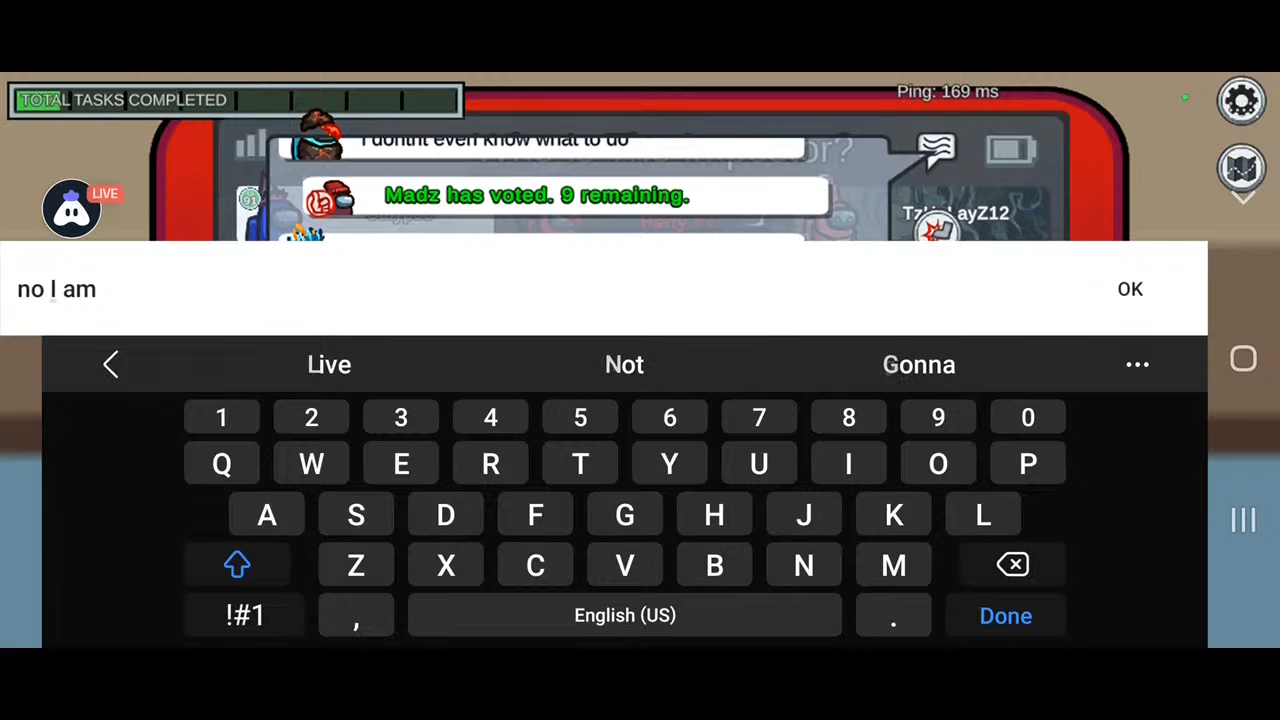 TOTAL TASKS COMPLETED
Ping: 169 ms
I dontnt even know what to do
or?
LIVE
Madz has voted. 9 remaining.
no I am
OK
Live Not Gonna
1 2 3 4 5 6 7 8 9 0
Q W E R T Y U I O P
A S D F G H J K L
Z X C V B N M
!#1 , English (US) . Done